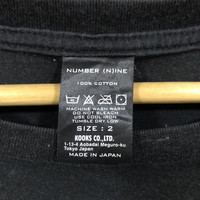 NUMBER (N)INE
100% COTTON
MACHINE WASH WARM
DO NOT BLEACH
USE COOL IRON
TUMBLE DRY LOW
SIZE : 2
KOOKS CO.,LTD.
1-13-4 Aobadai Meguro-ku
Tokyo Japan
MADE IN JAPAN